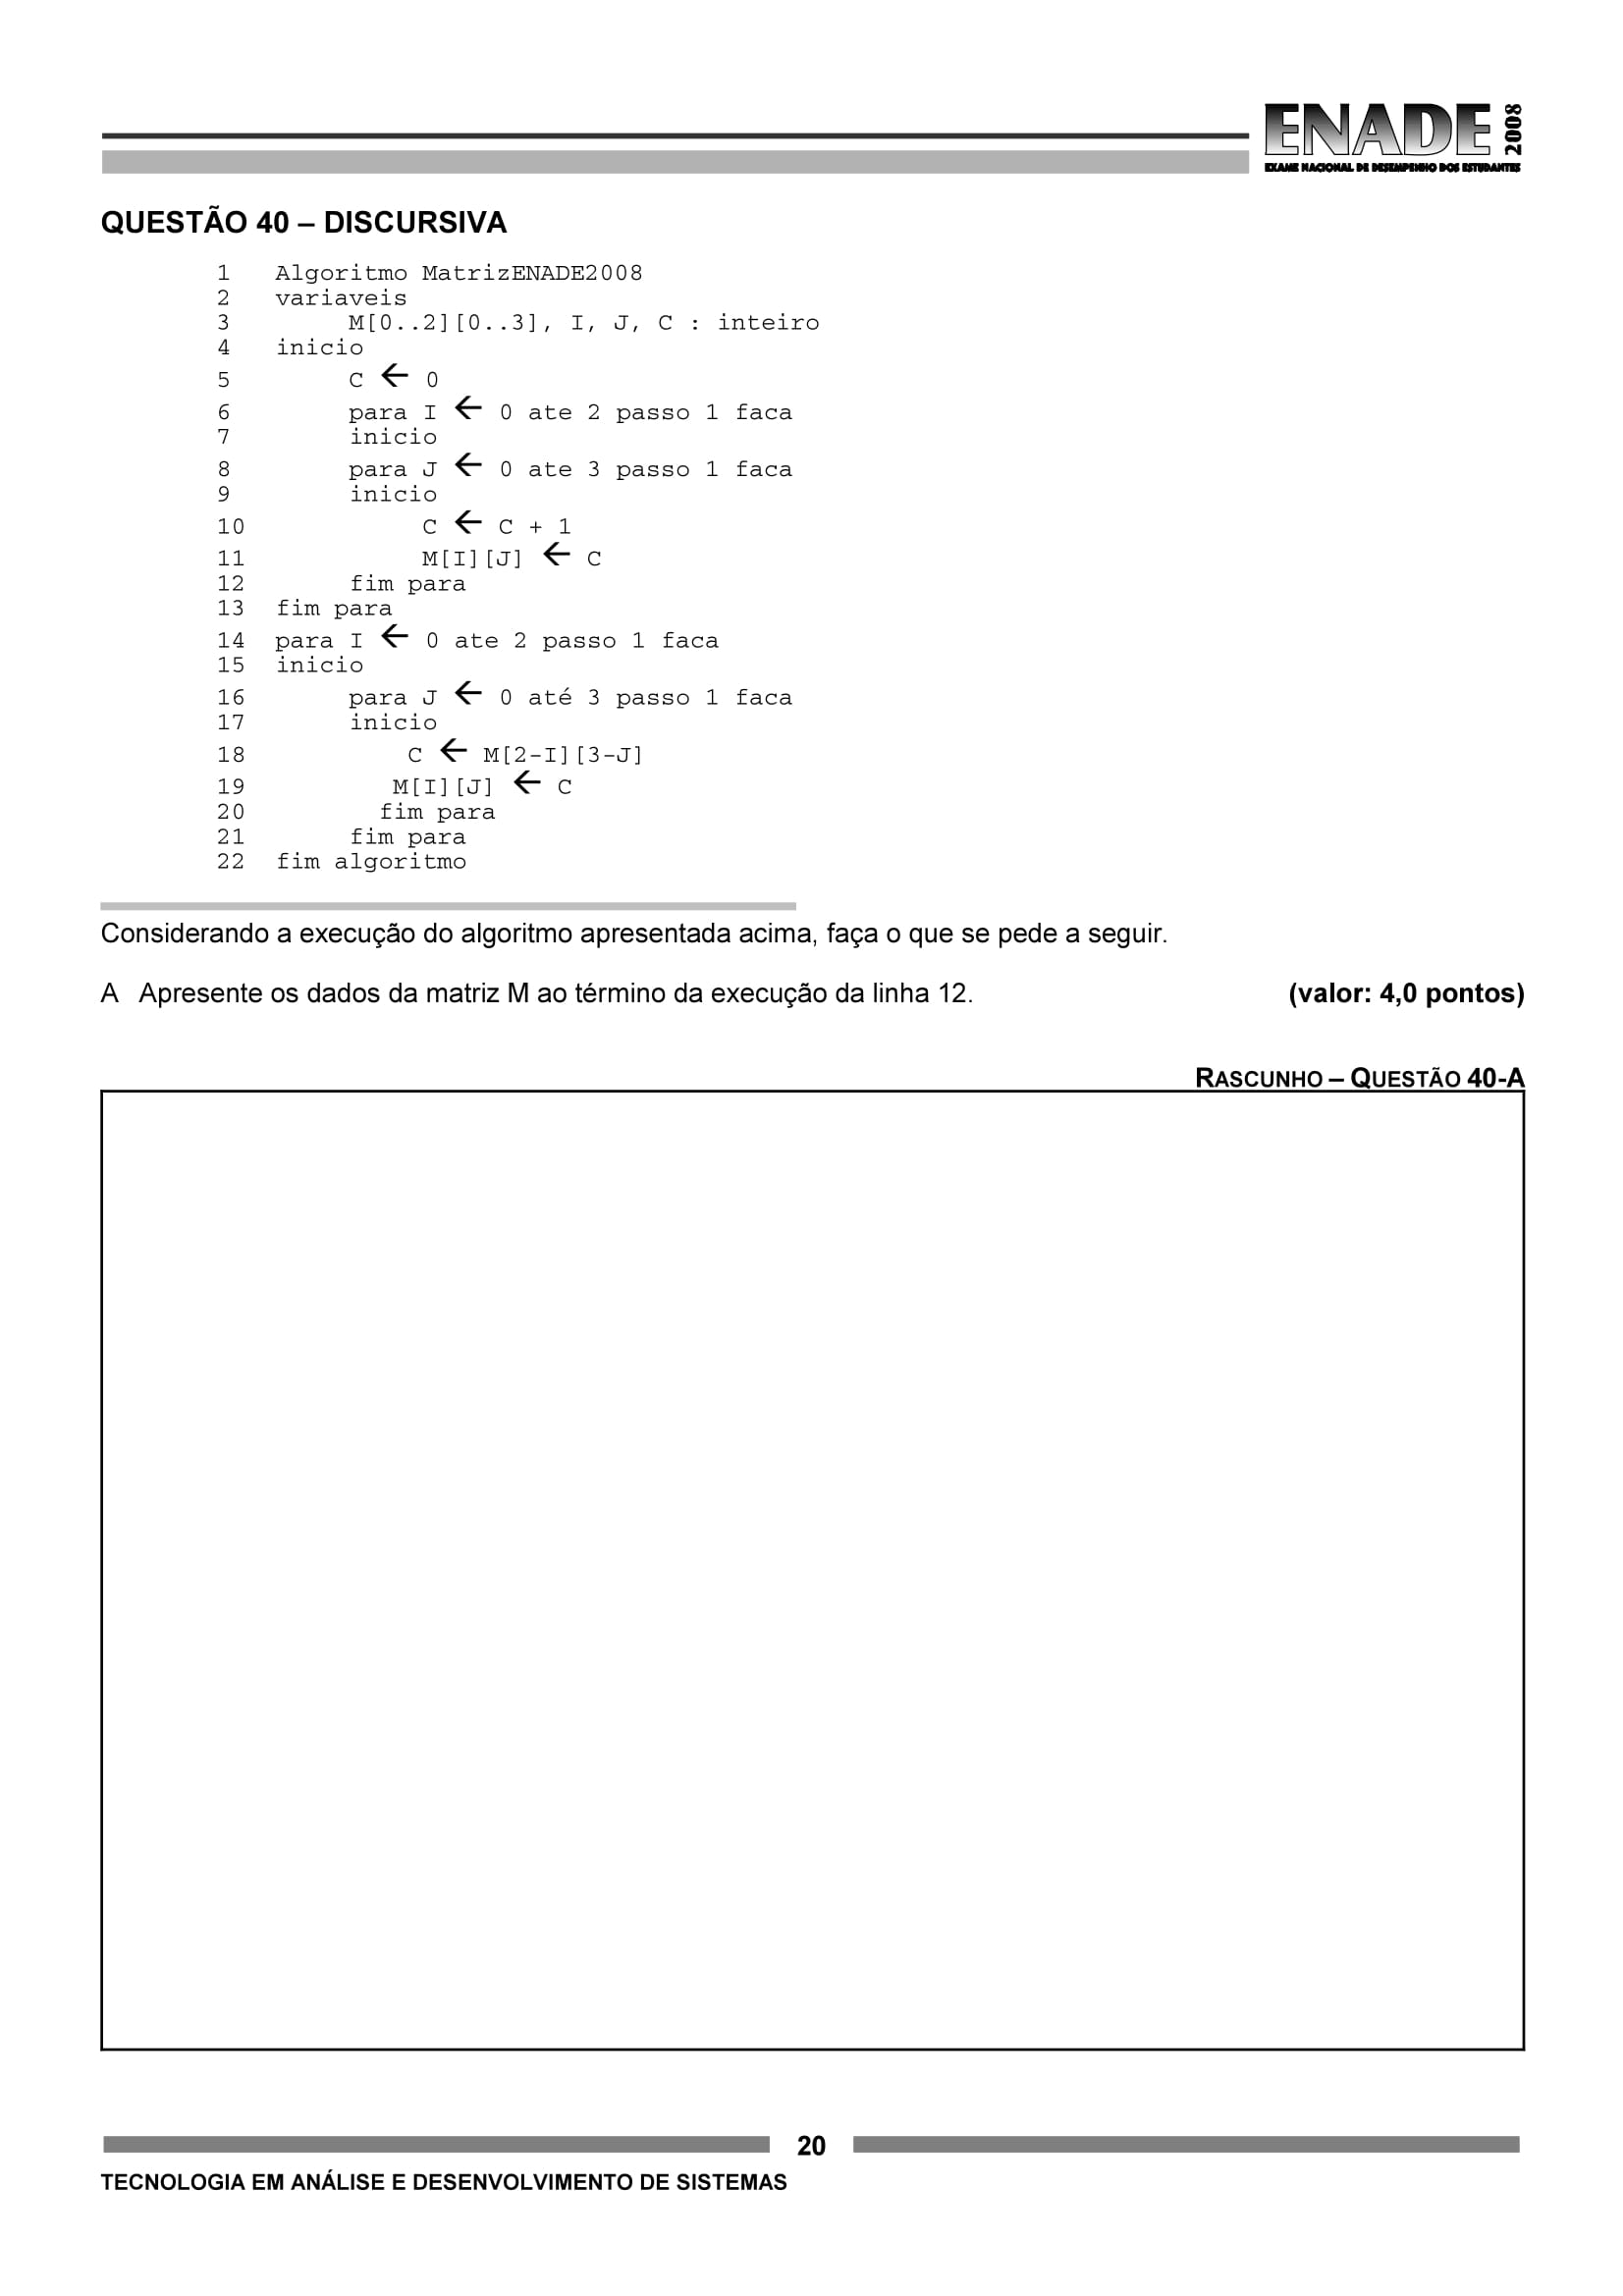 ENADE 2008
EXAME NACIONAL DE DESEMPENHO DOS ESTUDANTES
QUESTÃO 40 – DISCURSIVA
1 Algoritmo MatrizENADE2008
2 variaveis
3 M[0..2][0..3], I, J, C : inteiro
4 inicio
5 C ← 0
6 para I ← 0 ate 2 passo 1 faca
7 inicio
8 para J ← 0 ate 3 passo 1 faca
9 inicio
10 C ← C + 1
11 M[I][J] ← C
12 fim para
13 fim para
14 para I ← 0 ate 2 passo 1 faca
15 inicio
16 para J ← 0 até 3 passo 1 faca
17 inicio
18 C ← M[2-I][3-J]
19 M[I][J] ← C
20 fim para
21 fim para
22 fim algoritmo
Considerando a execução do algoritmo apresentada acima, faça o que se pede a seguir.
A Apresente os dados da matriz M ao término da execução da linha 12. (valor: 4,0 pontos)
RASCUNHO – QUESTÃO 40-A
20
TECNOLOGIA EM ANÁLISE E DESENVOLVIMENTO DE SISTEMAS